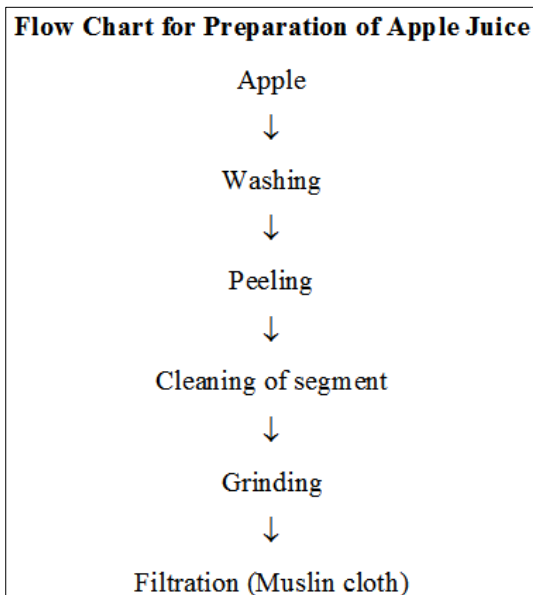 Flow Chart for Preparation of Apple Juice
Apple
↓
Washing
↓
Peeling
↓
Cleaning of segment
↓
Grinding
↓
Filtration (Muslin cloth)